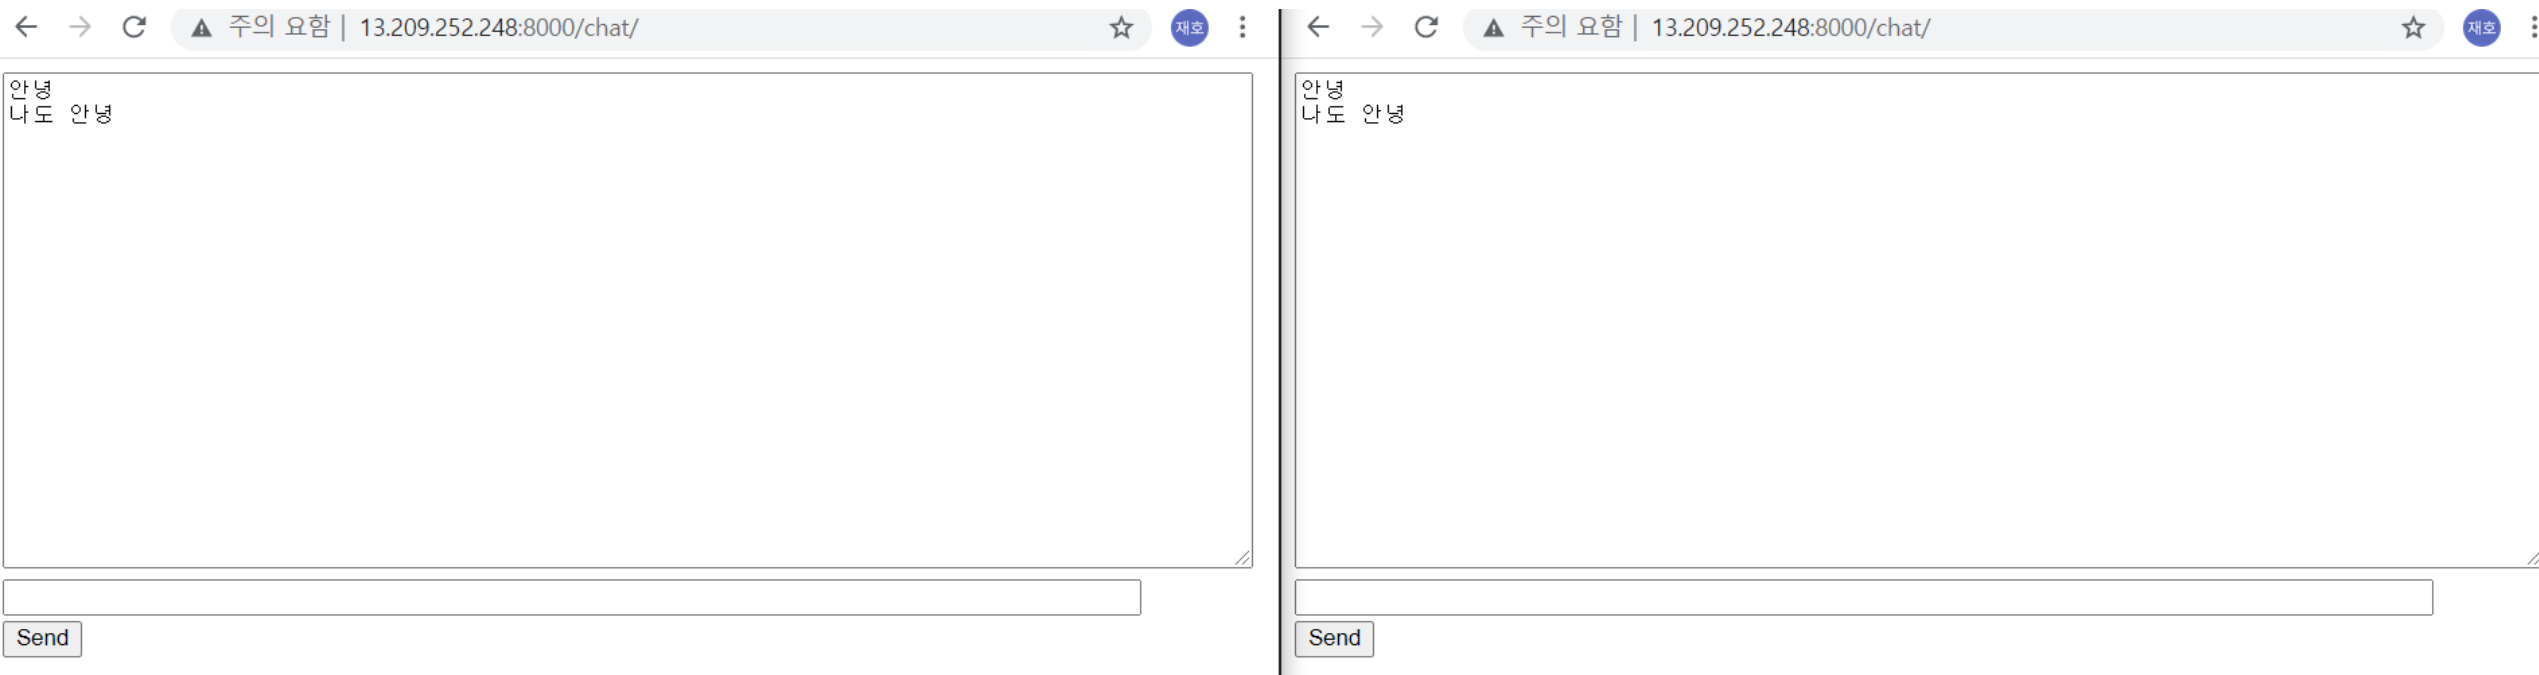 주의 요함 | 13.209.252.248:8000/chat/
재호
안녕
나도 안녕
Send
주의 요함 | 13.209.252.248:8000/chat/
재호
안녕
나도 안녕
Send